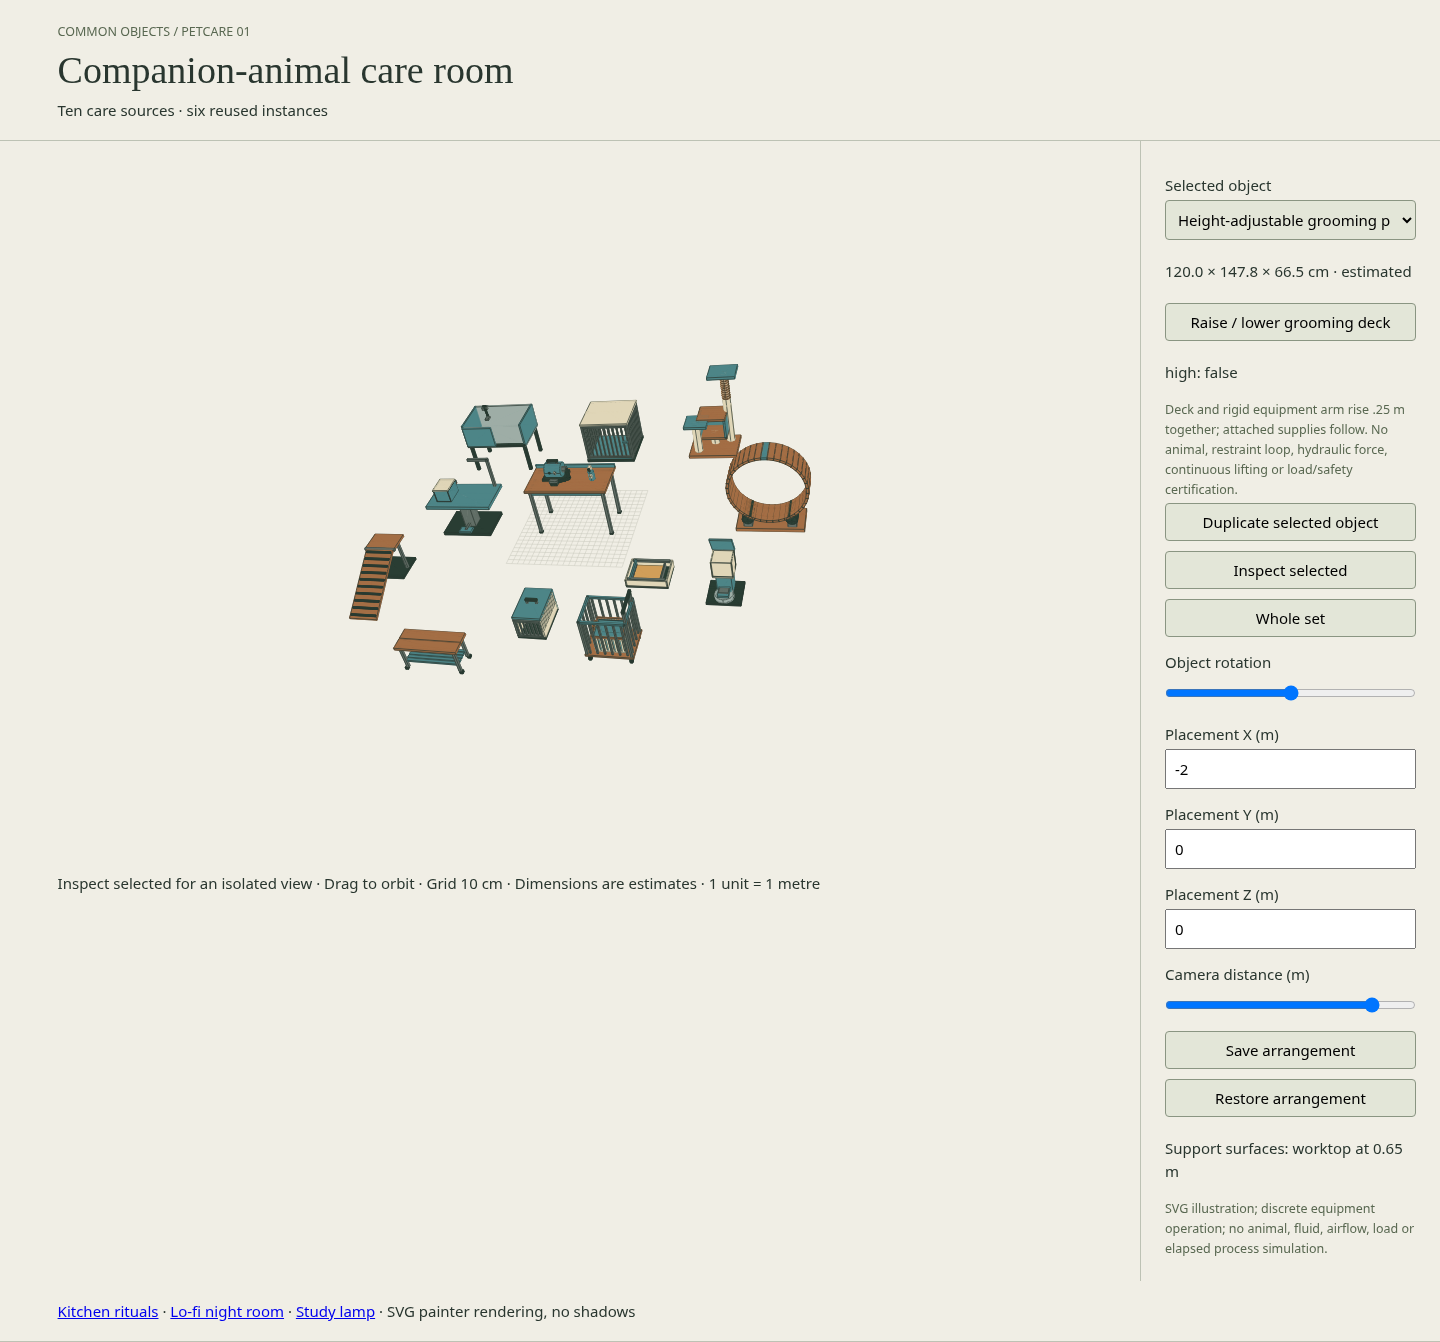 COMMON OBJECTS / PETCARE 01
Companion-animal care room
Ten care sources · six reused instances
Selected object
Height-adjustable grooming p
120.0 × 147.8 × 66.5 cm · estimated
Raise / lower grooming deck
high: false
Deck and rigid equipment arm rise .25 m
together; attached supplies follow. No
animal, restraint loop, hydraulic force,
continuous lifting or load/safety
certification.
Duplicate selected object
Inspect selected
Whole set
Object rotation
Placement X (m)
-2
Placement Y (m)
0
Placement Z (m)
0
Camera distance (m)
Save arrangement
Restore arrangement
Support surfaces: worktop at 0.65
m
SVG illustration; discrete equipment
operation; no animal, fluid, airflow, load or
elapsed process simulation.
Inspect selected for an isolated view · Drag to orbit · Grid 10 cm · Dimensions are estimates · 1 unit = 1 metre
Kitchen rituals · Lo-fi night room · Study lamp · SVG painter rendering, no shadows